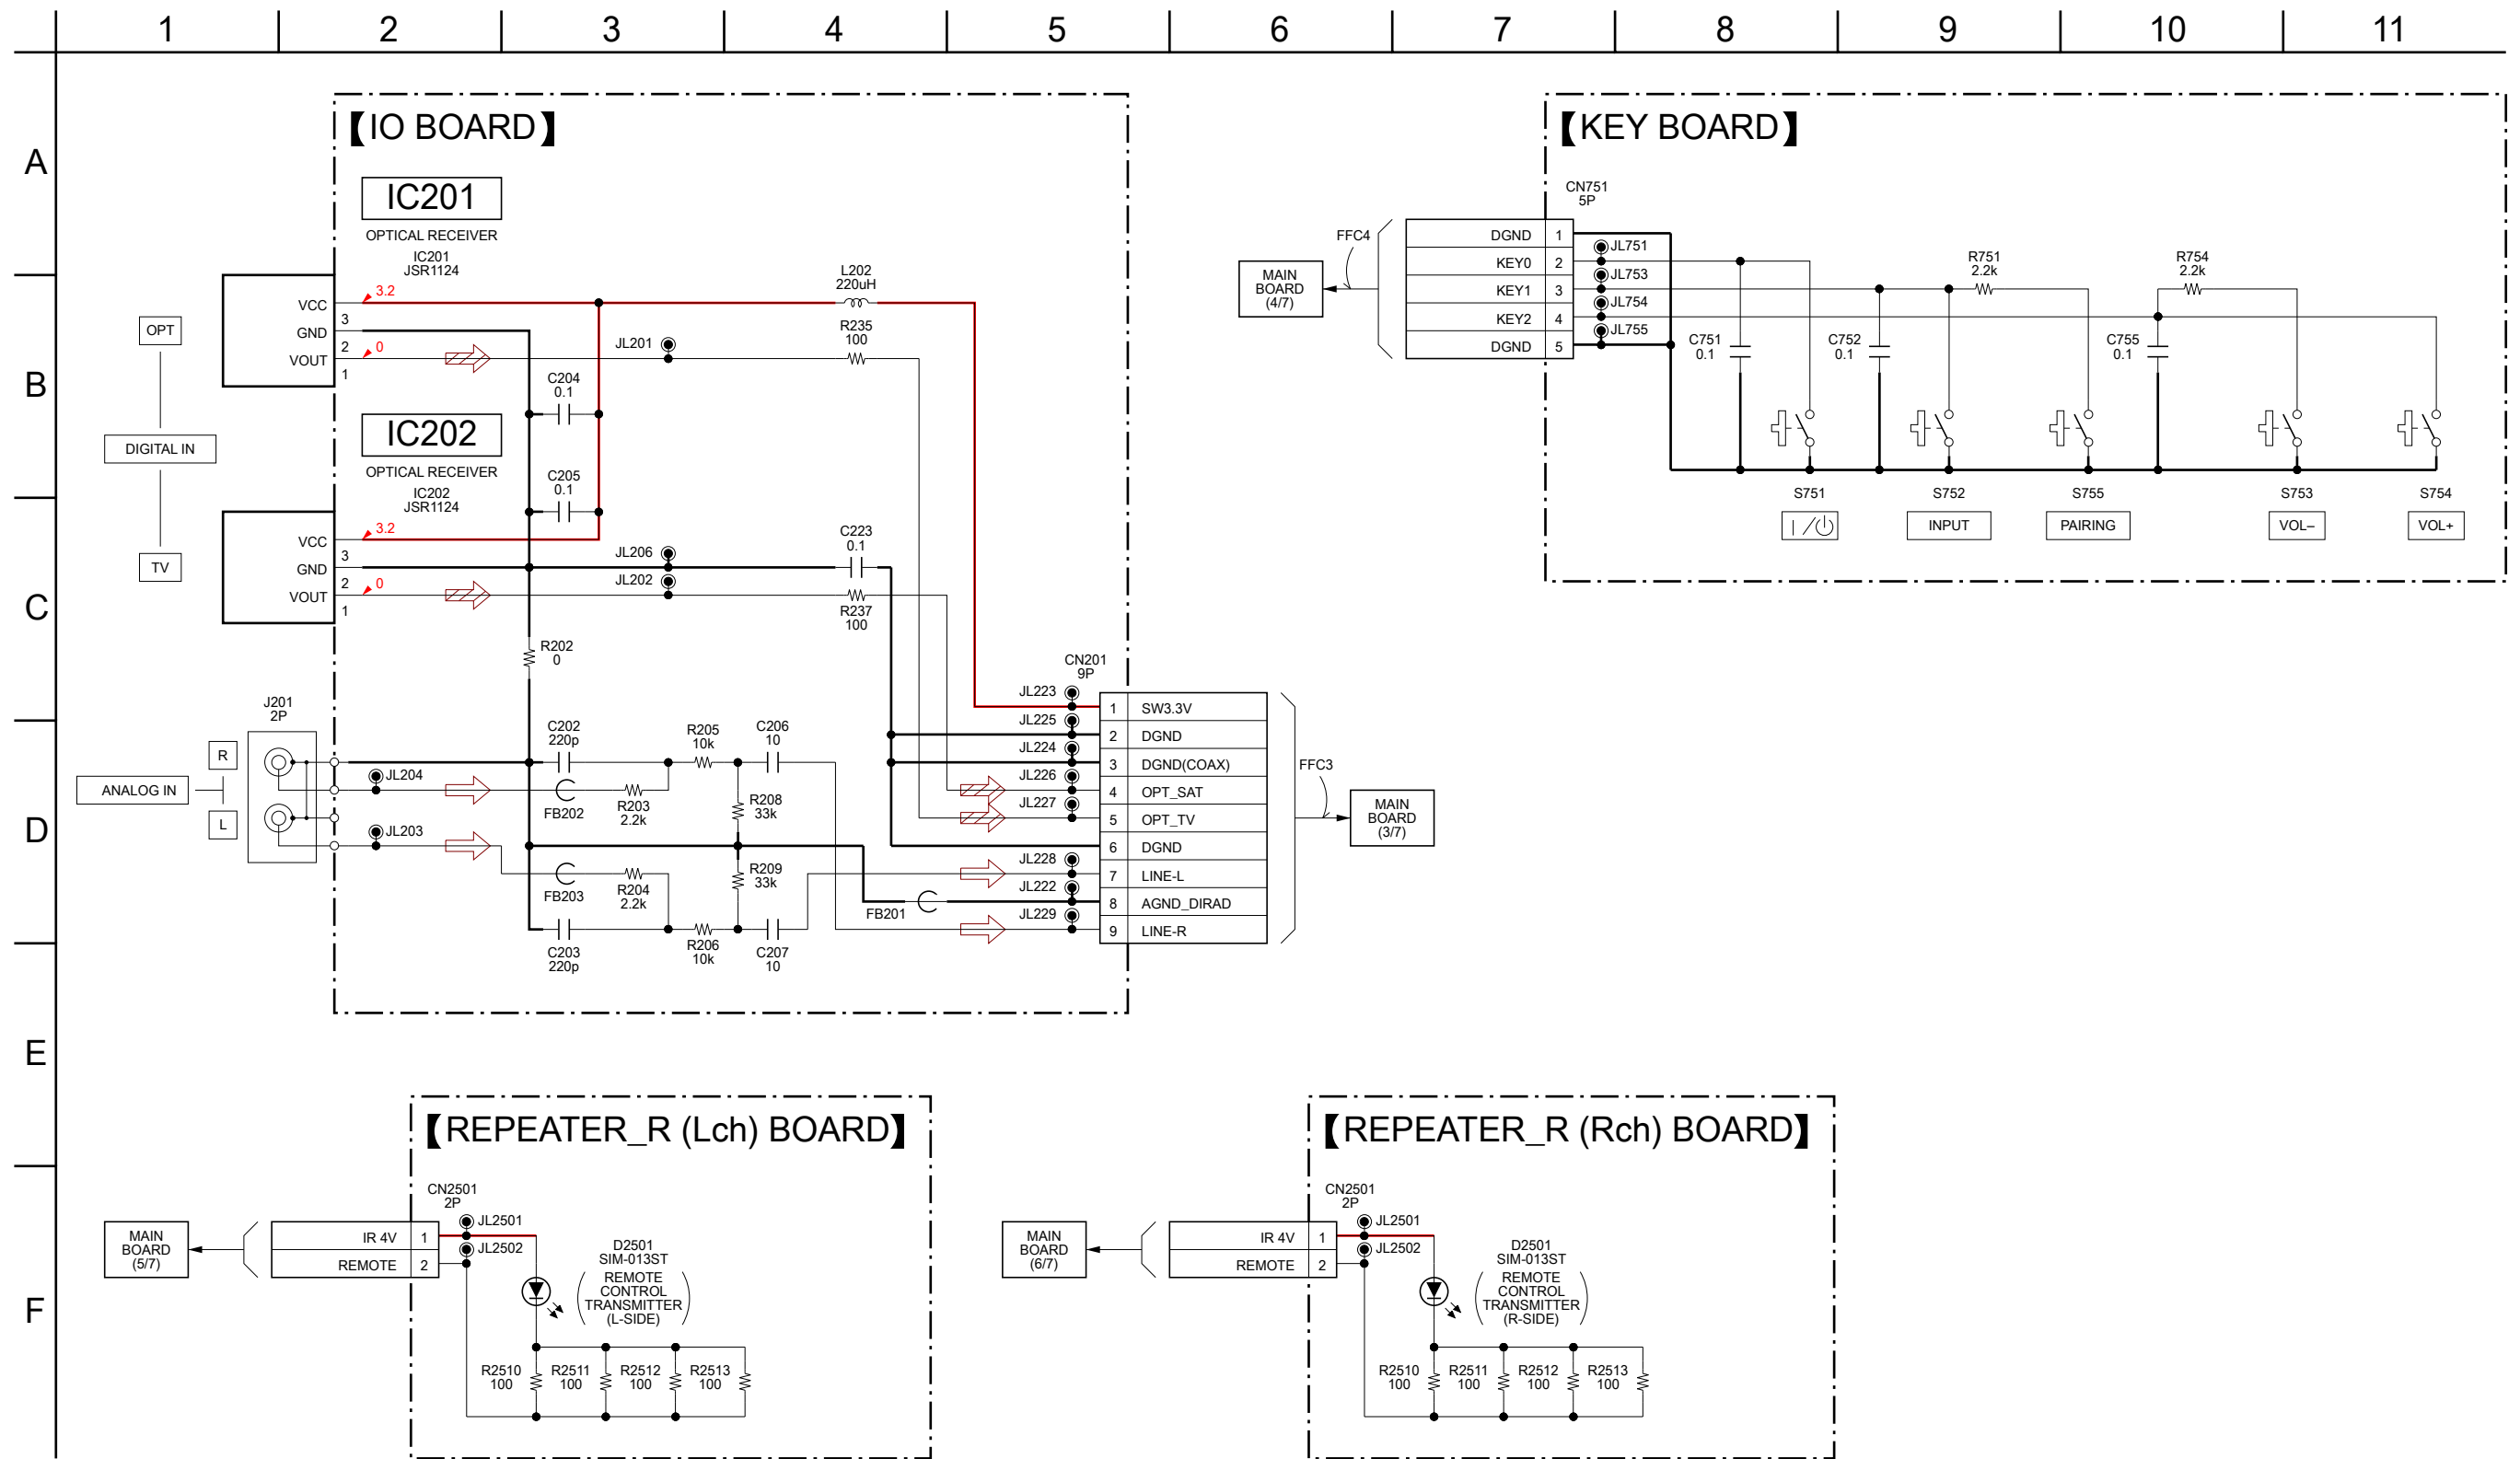 1 2 3 4 5 6 7 8 9 10 11
A
B
C
D
E
F
【IO BOARD】
IC201
OPTICAL RECEIVER
IC201
JSR1124
VCC
3
GND
2
VOUT
1
3.2
0
OPT
DIGITAL IN
TV
IC202
OPTICAL RECEIVER
IC202
JSR1124
VCC
3
GND
2
VOUT
1
3.2
0
C204
0.1
C205
0.1
JL201
L202
220uH
R235
100
JL206
JL202
C223
0.1
R237
100
R202
0
J201
2P
R
ANALOG IN
L
JL204
JL203
C202
220p
FB202
R203
2.2k
R205
10k
C206
10
R208
33k
R209
33k
FB203
R204
2.2k
C203
220p
R206
10k
C207
10
FB201
CN201
9P
JL223
JL225
JL224
JL226
JL227
JL228
JL222
JL229
1 SW3.3V
2 DGND
3 DGND(COAX)
4 OPT_SAT
5 OPT_TV
6 DGND
7 LINE-L
8 AGND_DIRAD
9 LINE-R
FFC3
MAIN
BOARD
(3/7)
【KEY BOARD】
CN751
5P
FFC4
MAIN
BOARD
(4/7)
DGND 1
KEY0 2
KEY1 3
KEY2 4
DGND 5
JL751
JL753
JL754
JL755
R751
2.2k
R754
2.2k
C751
0.1
C752
0.1
C755
0.1
S751
S752
S755
S753
S754
INPUT
PAIRING
VOL–
VOL+
【REPEATER_R (Lch) BOARD】
CN2501
2P
MAIN
BOARD
(5/7)
IR 4V 1
REMOTE 2
JL2501
JL2502
D2501
SIM-013ST
REMOTE
CONTROL
TRANSMITTER
(L-SIDE)
R2510
100
R2511
100
R2512
100
R2513
100
【REPEATER_R (Rch) BOARD】
CN2501
2P
MAIN
BOARD
(6/7)
IR 4V 1
REMOTE 2
JL2501
JL2502
D2501
SIM-013ST
REMOTE
CONTROL
TRANSMITTER
(R-SIDE)
R2510
100
R2511
100
R2512
100
R2513
100